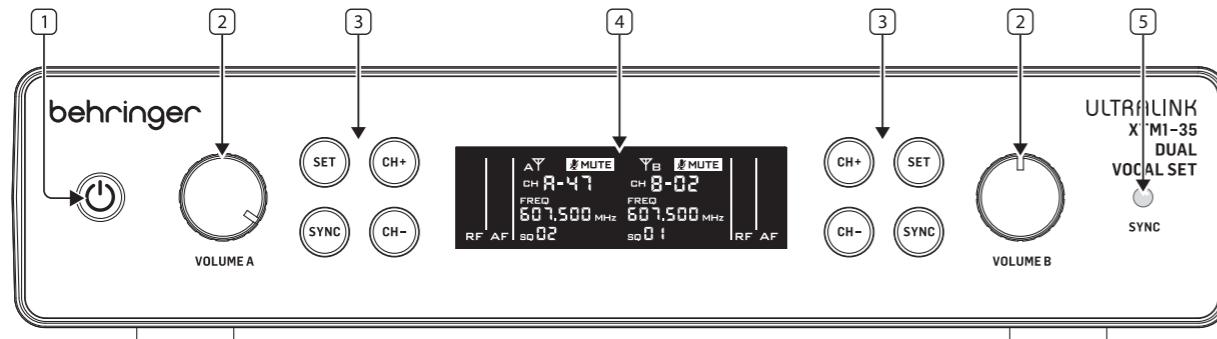 1 2 3 4 3 2 5
behringer
ULTRALINK
XTM1-35
DUAL
VOCAL SET
SET CH+
SYNC CH-
VOLUME A
A MUTE B MUTE
CH A-47 CH B-02
FREQ FREQ
607.500 MHz 607.500 MHz
RF AF SQ 02 SQ 01 RF AF
CH+ SET
CH- SYNC
VOLUME B
SYNC